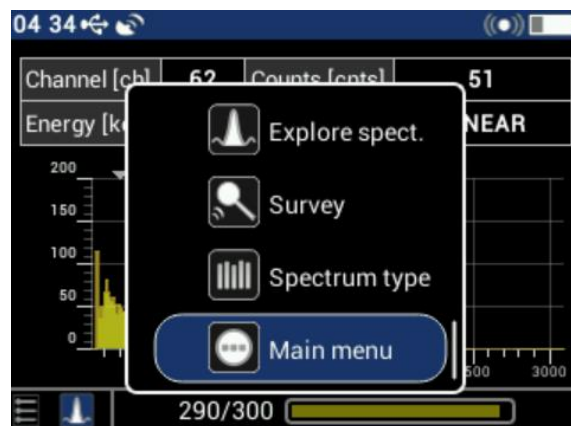 04 34
Channel [ch] 62 Counts [cnts] 51
Energy [k NEAR
Explore spect.
Survey
Spectrum type
Main menu
200
150
100
50
0
500 3000
290/300